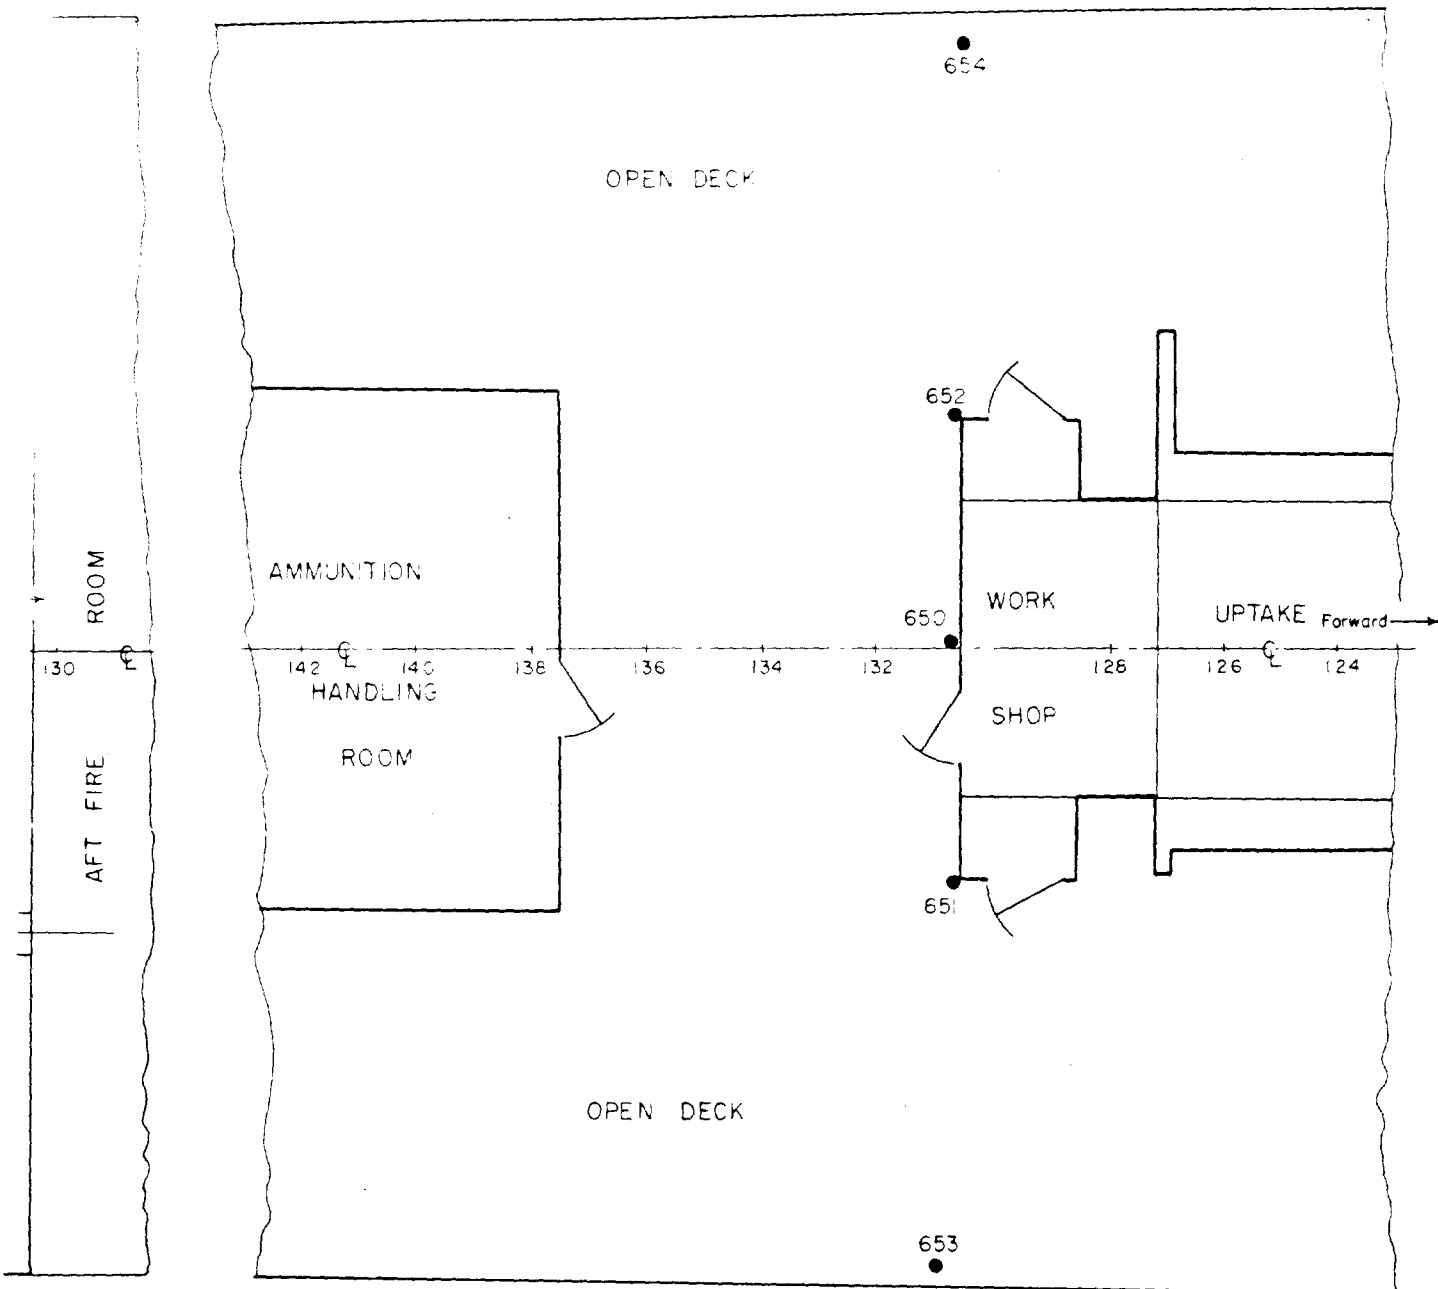 654
OPEN DECK
652
AMMUNITION
WORK
650
UPTAKE Forward
130 ℄ 142 ℄ 140 138 136 134 132 128 126 ℄ 124
HANDLING
SHOP
ROOM
651
AFT FIRE ROOM
OPEN DECK
653